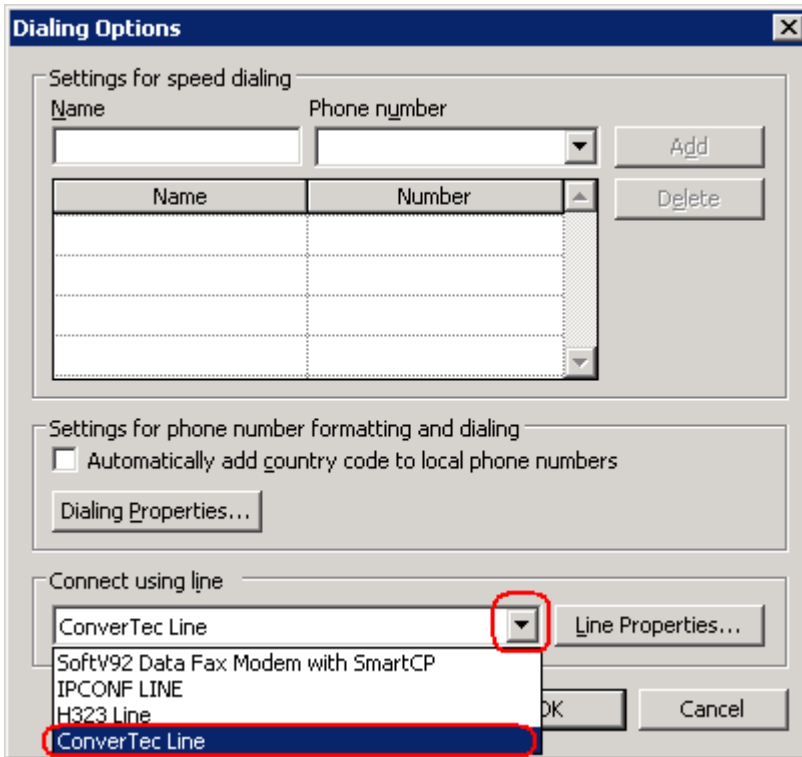 Dialing Options
Settings for speed dialing
Name Phone number
Add
Name Number
Delete
Settings for phone number formatting and dialing
Automatically add country code to local phone numbers
Dialing Properties...
Connect using line
ConverTec Line
Line Properties...
SoftV92 Data Fax Modem with SmartCP
IPCONF LINE
H323 Line
ConverTec Line
OK
Cancel